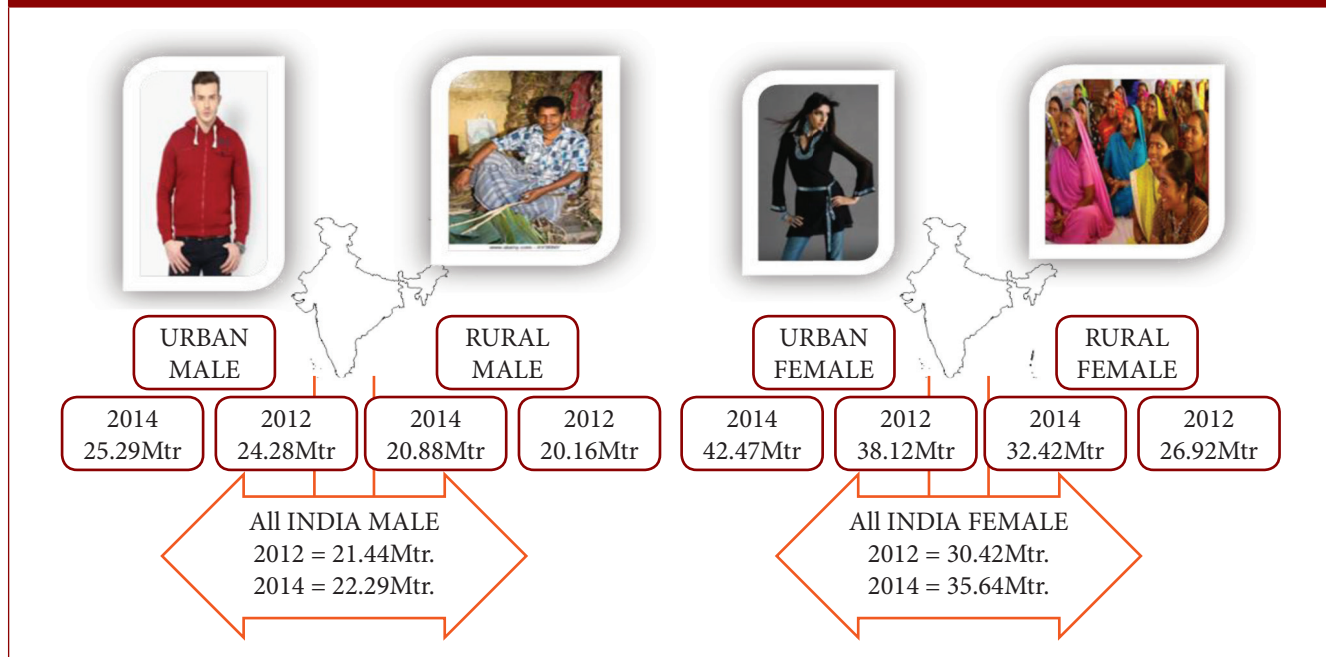 URBAN
MALE
RURAL
MALE
2014
25.29Mtr
2012
24.28Mtr
2014
20.88Mtr
2012
20.16Mtr
All INDIA MALE
2012 = 21.44Mtr.
2014 = 22.29Mtr.
URBAN
FEMALE
RURAL
FEMALE
2014
42.47Mtr
2012
38.12Mtr
2014
32.42Mtr
2012
26.92Mtr
All INDIA FEMALE
2012 = 30.42Mtr.
2014 = 35.64Mtr.